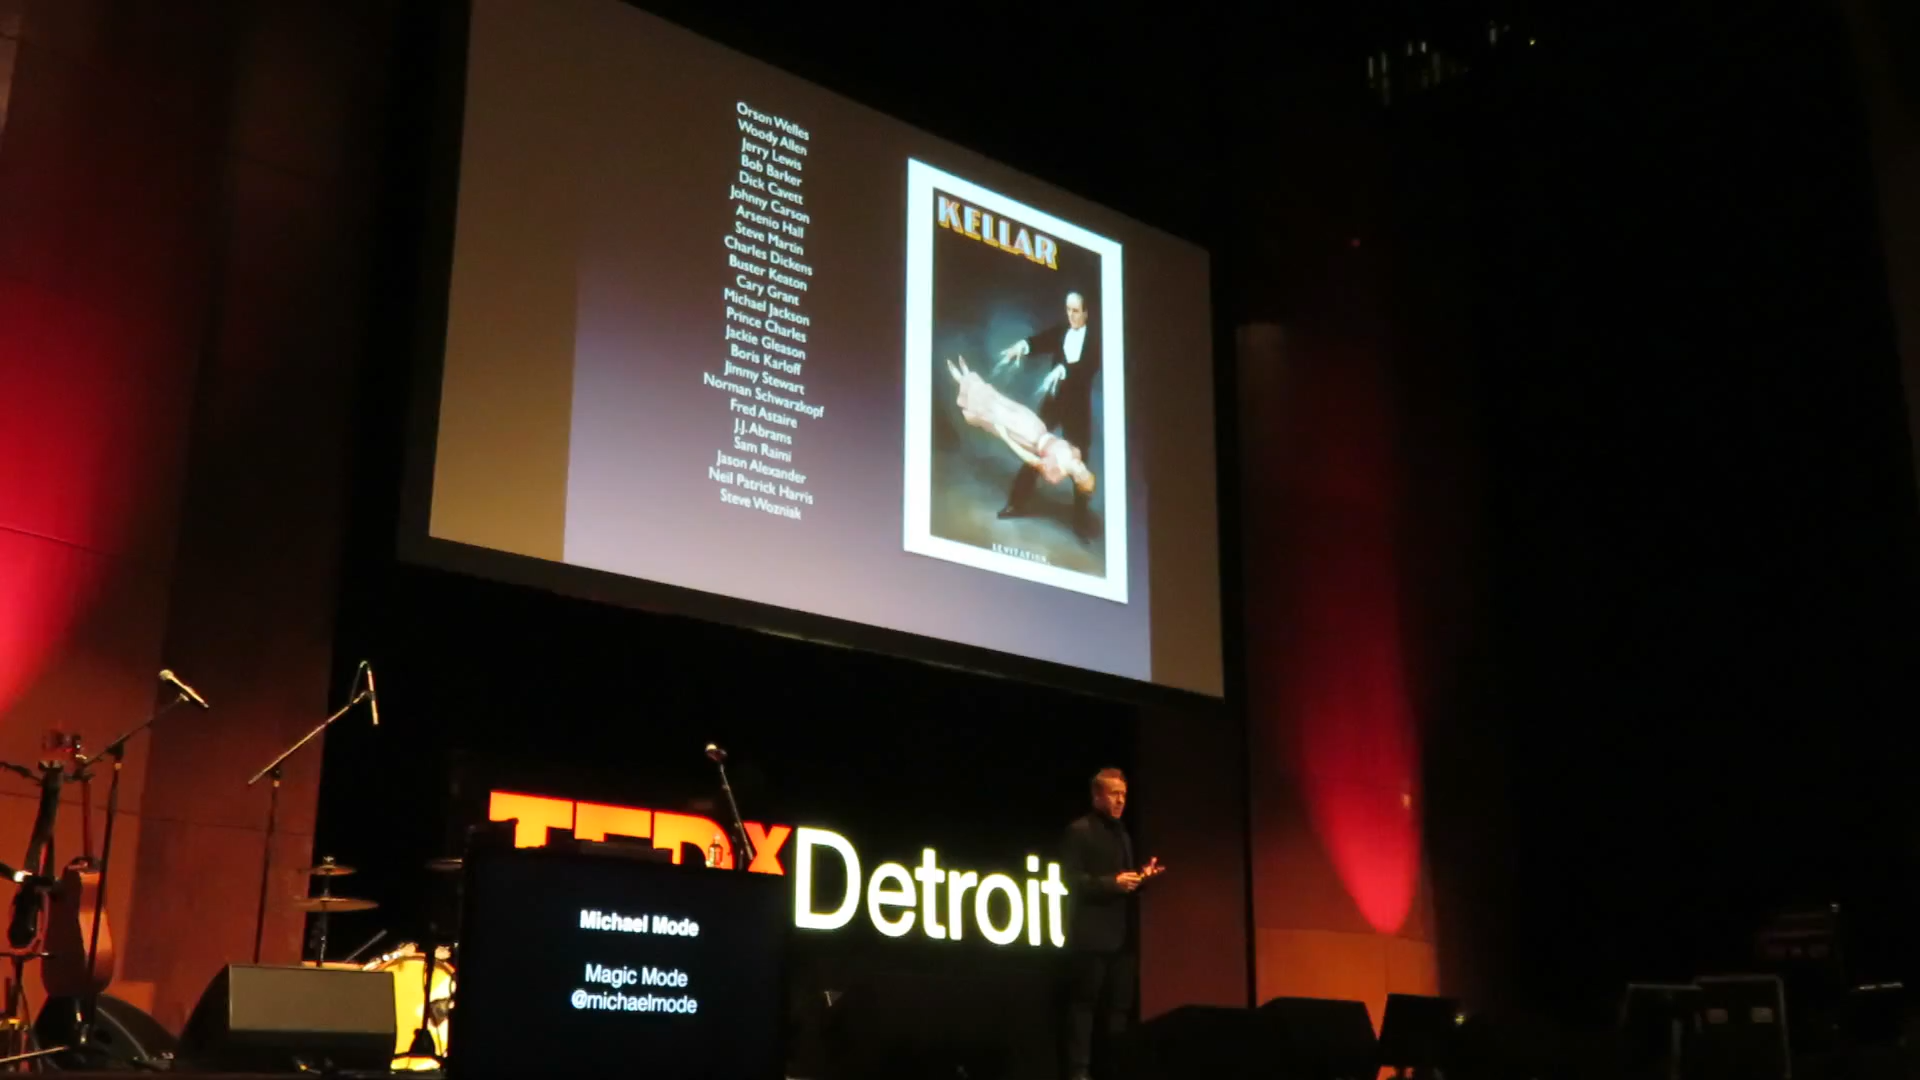 Orson Welles
Woody Allen
Jerry Lewis
Bob Barker
Dick Cavett
Johnny Carson
Arsenio Hall
Steve Martin
Charles Dickens
Buster Keaton
Cary Grant
Michael Jackson
Prince Charles
Jackie Gleason
Boris Karloff
Jimmy Stewart
Norman Schwarzkopf
Fred Astaire
J.J. Abrams
Sam Raimi
Jason Alexander
Neil Patrick Harris
Steve Wozniak
KELLAR
LEVITATION.
TEDxDetroit
Michael Mode
Magic Mode
@michaelmode